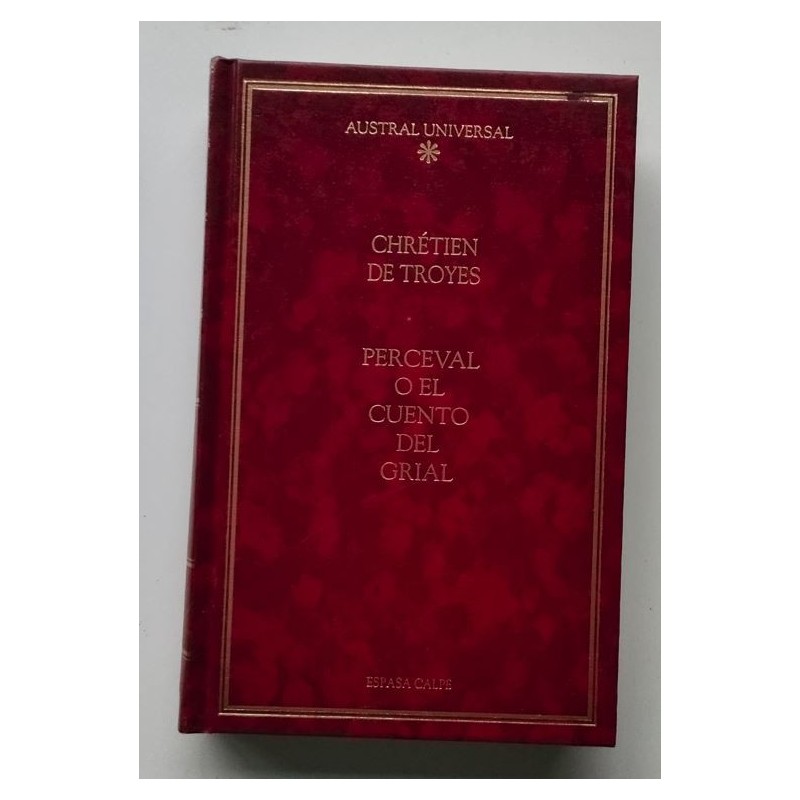 AUSTRAL UNIVERSAL
CHRÉTIEN
DE TROYES
PERCEVAL
O EL
CUENTO
DEL
GRIAL
ESPASA CALPE